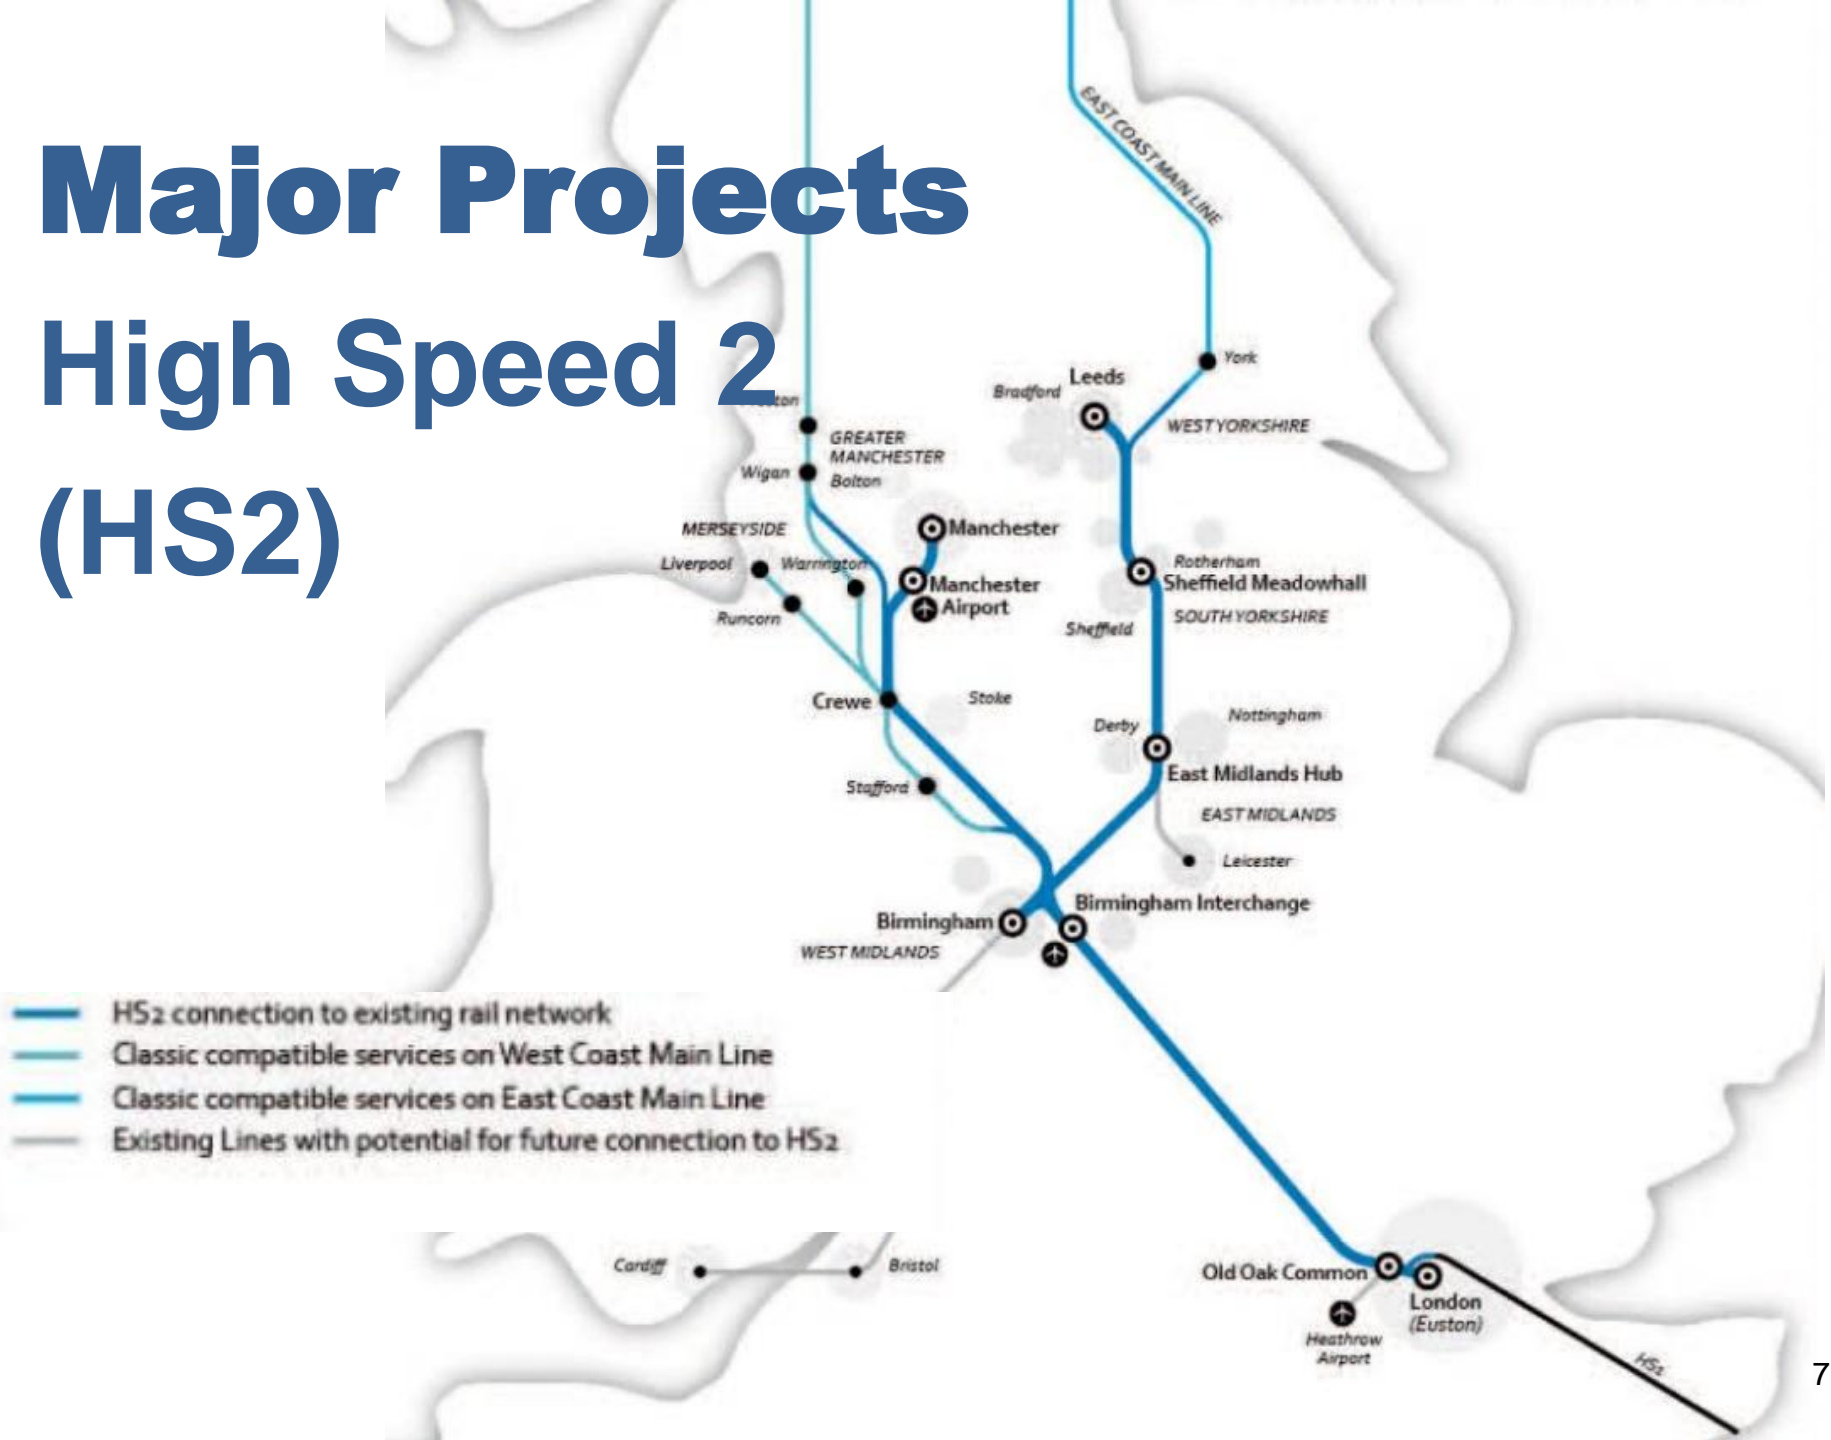 Major Projects
High Speed 2
(HS2)
EAST COAST MAIN LINE
York
Leeds
Bradford
WEST YORKSHIRE
GREATER
MANCHESTER
Wigan
Bolton
MERSEYSIDE
Manchester
Liverpool
Warrington
Rotherham
Manchester
Airport
Sheffield Meadowhall
Runcorn
SOUTH YORKSHIRE
Sheffield
Crewe
Stoke
Derby
Nottingham
East Midlands Hub
Stafford
EAST MIDLANDS
Leicester
Birmingham Interchange
Birmingham
WEST MIDLANDS
HS2 connection to existing rail network
Classic compatible services on West Coast Main Line
Classic compatible services on East Coast Main Line
Existing Lines with potential for future connection to HS2
Cardiff
Bristol
Old Oak Common
London
(Euston)
Heathrow
Airport
HS1
7